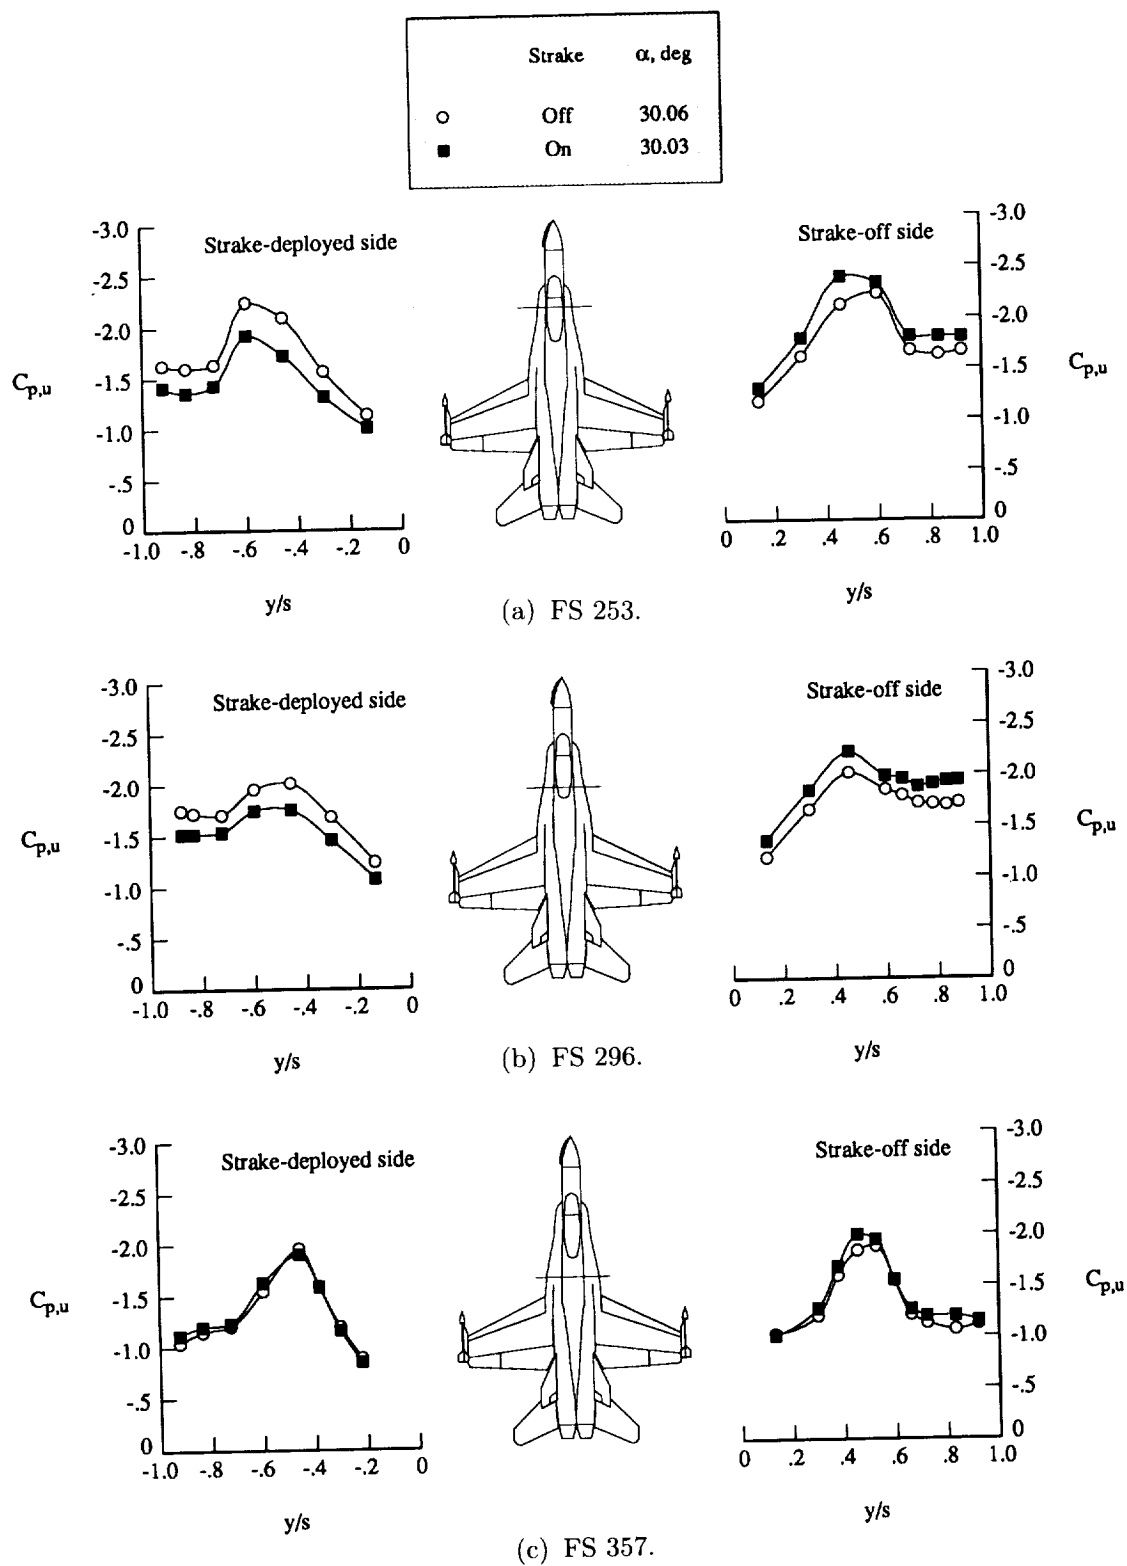 Strake α, deg
Off 30.06
On 30.03
Strake-deployed side
Strake-off side
-3.0
-2.5
-2.0
-1.5
-1.0
-.5
0
C_p,u
-1.0 -.8 -.6 -.4 -.2 0
y/s
-3.0
-2.5
-2.0
-1.5
-1.0
-.5
0
C_p,u
0 .2 .4 .6 .8 1.0
y/s
(a) FS 253.
Strake-deployed side
Strake-off side
-3.0
-2.5
-2.0
-1.5
-1.0
-.5
0
C_p,u
-1.0 -.8 -.6 -.4 -.2 0
y/s
-3.0
-2.5
-2.0
-1.5
-1.0
-.5
0
C_p,u
0 .2 .4 .6 .8 1.0
y/s
(b) FS 296.
Strake-deployed side
Strake-off side
-3.0
-2.5
-2.0
-1.5
-1.0
-.5
0
C_p,u
-1.0 -.8 -.6 -.4 -.2 0
y/s
-3.0
-2.5
-2.0
-1.5
-1.0
-.5
0
C_p,u
0 .2 .4 .6 .8 1.0
y/s
(c) FS 357.